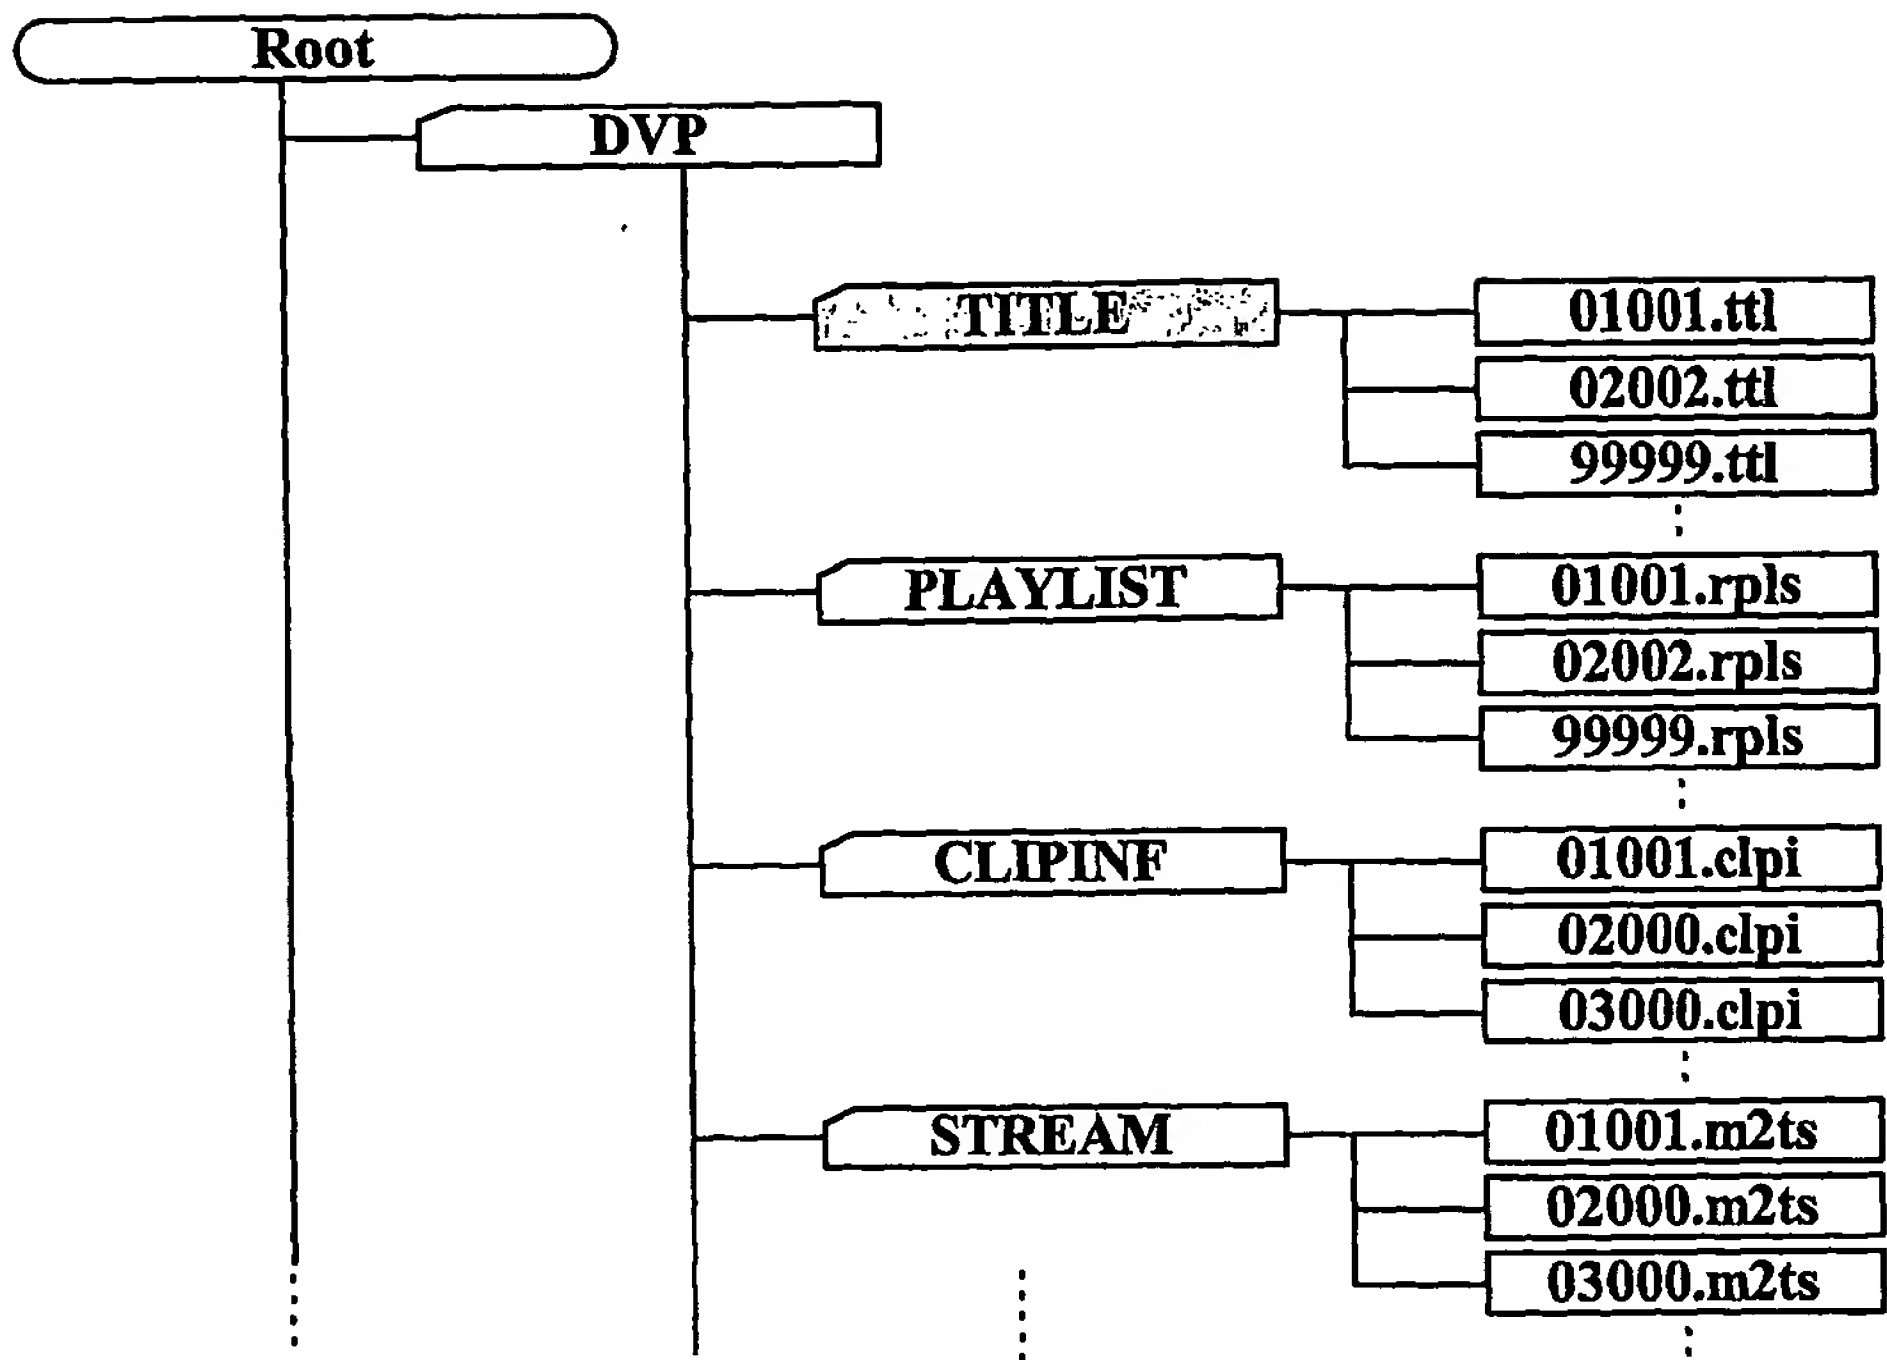 Root
DVP
TITLE
01001.ttl
02002.ttl
99999.ttl
PLAYLIST
01001.rpls
02002.rpls
99999.rpls
CLIPINF
01001.clpi
02000.clpi
03000.clpi
STREAM
01001.m2ts
02000.m2ts
03000.m2ts